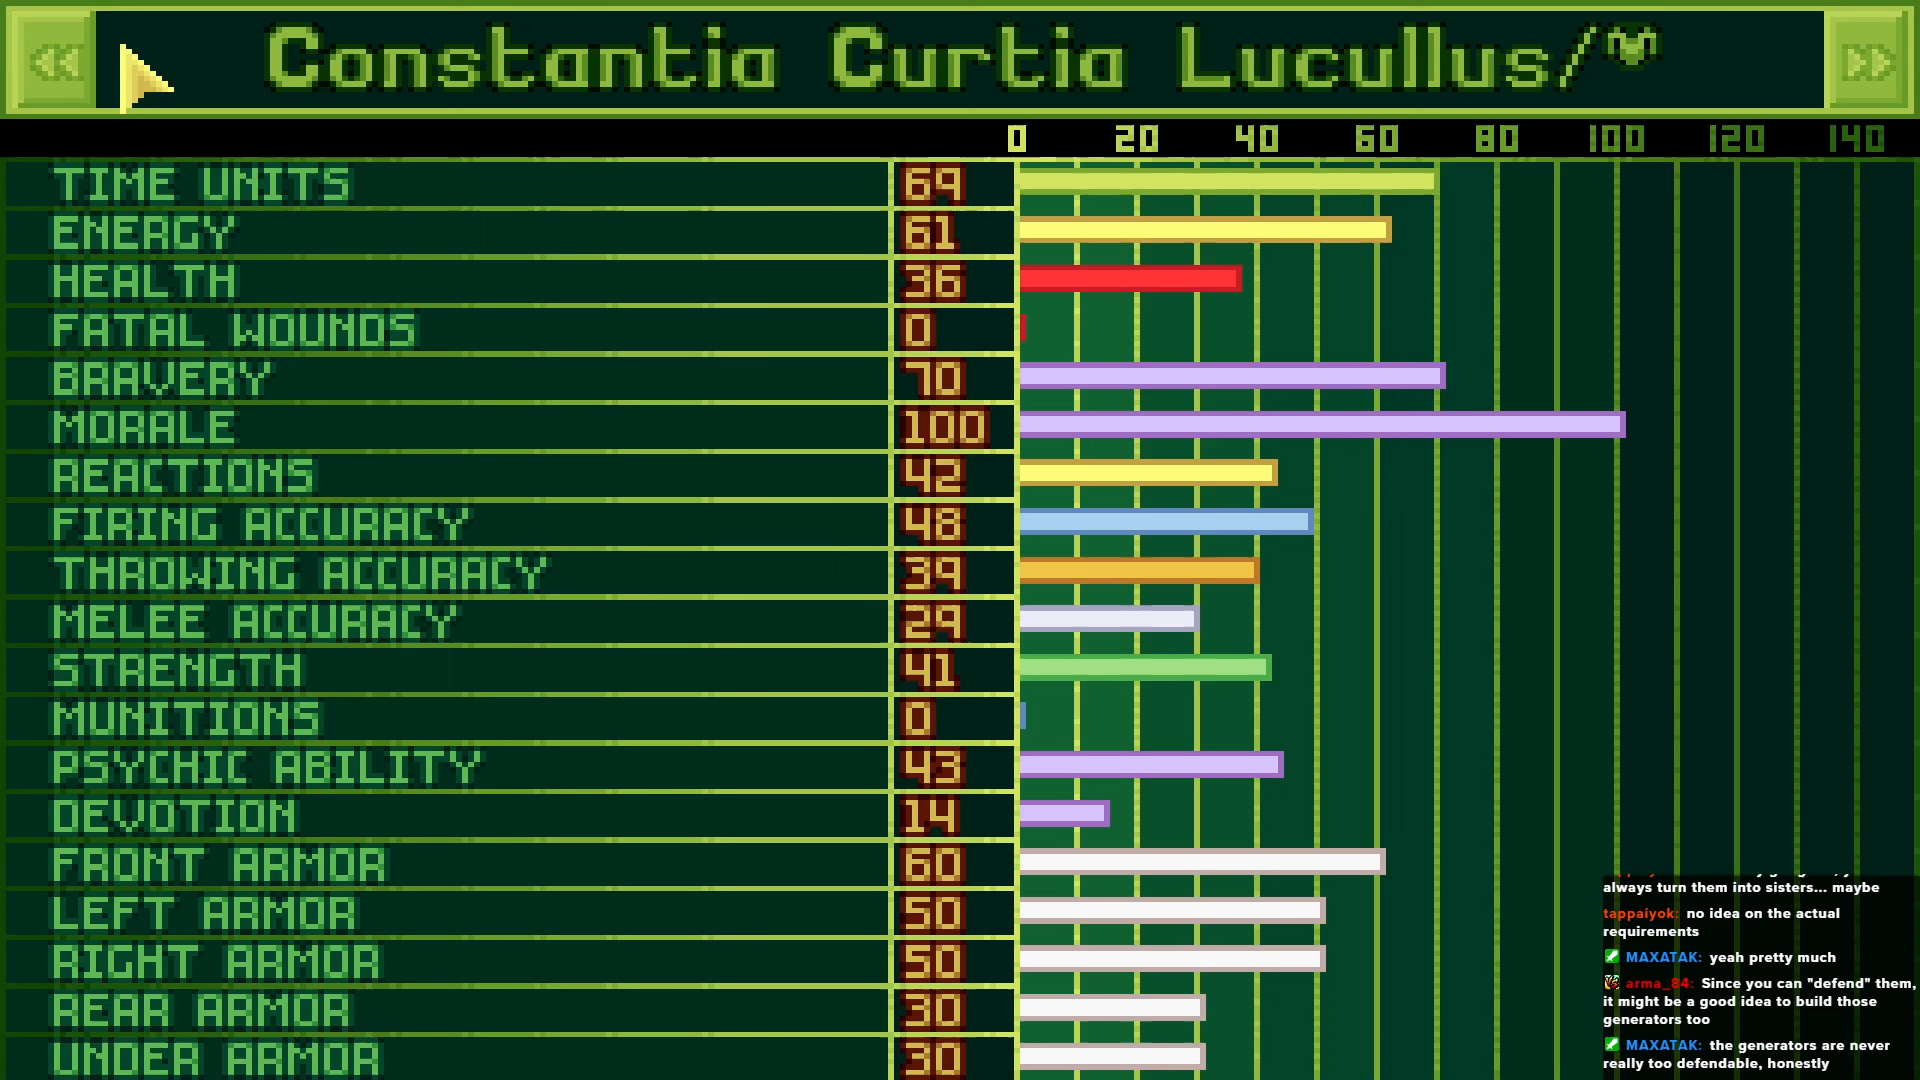 Constantia Curtia Lucullus/♥
0 20 40 60 80 100 120 140
TIME UNITS 69
ENERGY 61
HEALTH 36
FATAL WOUNDS 0
BRAVERY 70
MORALE 100
REACTIONS 42
FIRING ACCURACY 48
THROWING ACCURACY 39
MELEE ACCURACY 29
STRENGTH 41
MUNITIONS 0
PSYCHIC ABILITY 43
DEVOTION 14
FRONT ARMOR 60
LEFT ARMOR 50
RIGHT ARMOR 50
REAR ARMOR 30
UNDER ARMOR 30
always turn them into sisters... maybe
tappaiyok: no idea on the actual
requirements
MAXATAK: yeah pretty much
arma_84: Since you can "defend" them,
it might be a good idea to build those
generators too
MAXATAK: the generators are never
really too defendable, honestly